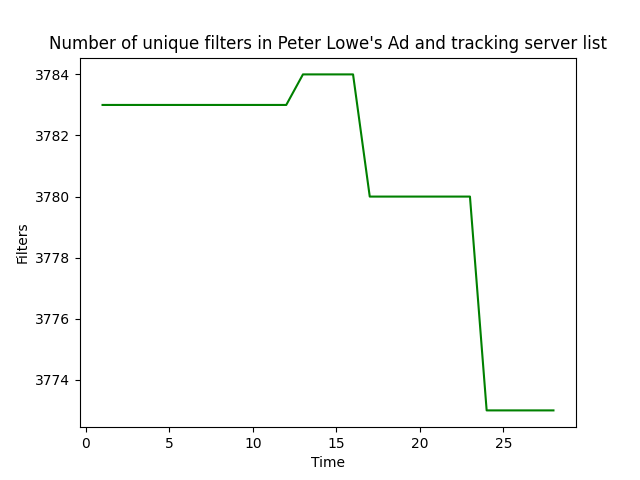 Number of unique filters in Peter Lowe's Ad and tracking server list
3784
3782
3780
3778
3776
3774
Filters
0 5 10 15 20 25
Time